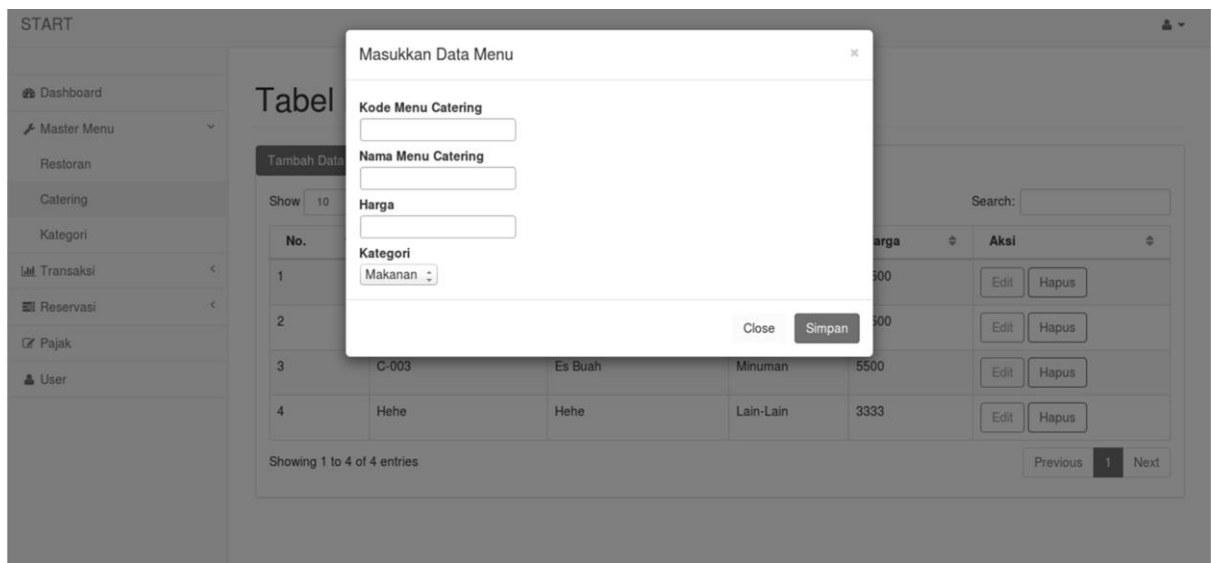 START
Masukkan Data Menu
×
Dashboard
Tabel
Kode Menu Catering
Master Menu
Restoran
Tambah Data
Nama Menu Catering
Catering
Show 10
Harga
Search:
Kategori
No.
Kategori
arga
Aksi
Makanan
Transaksi
1
500
Edit
Hapus
Reservasi
2
Close
Simpan
500
Edit
Hapus
Pajak
3
C-003
Es Buah
Minuman
5500
Edit
Hapus
User
4
Hehe
Hehe
Lain-Lain
3333
Edit
Hapus
Showing 1 to 4 of 4 entries
Previous
1
Next